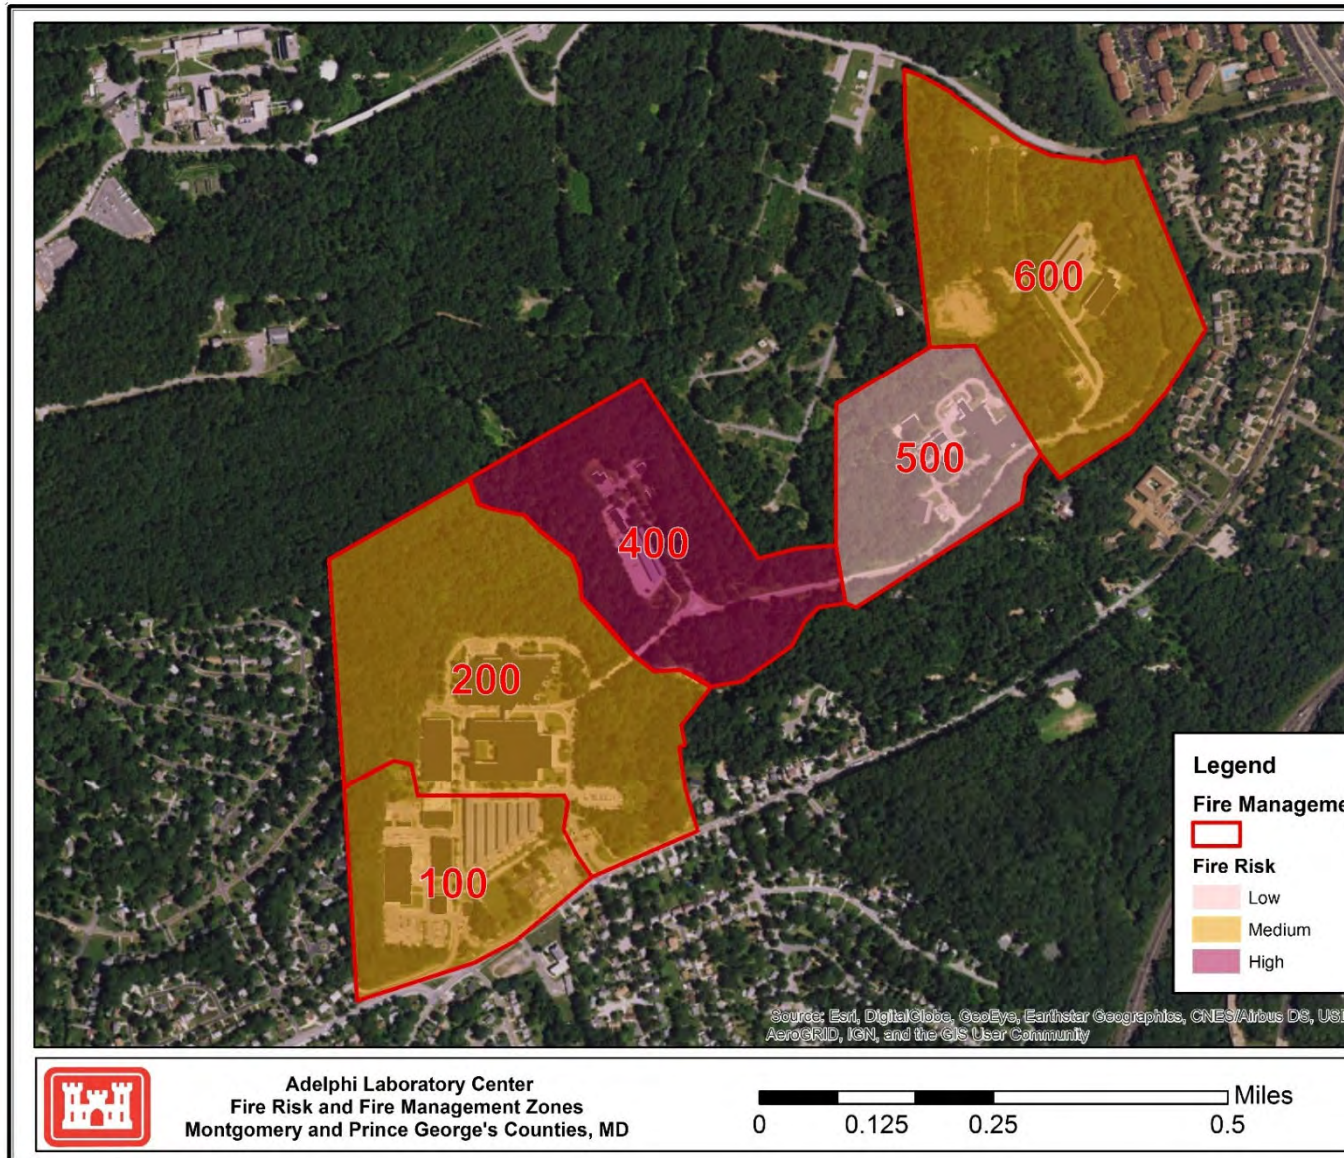 600
500
400
200
100
Legend
Fire Manageme
Fire Risk
Low
Medium
High
Source: Esri, DigitalGlobe, GeoEye, Earthstar Geographics, CNES/Airbus DS, USD
AeroGRID, IGN, and the GIS User Community
Adelphi Laboratory Center
Fire Risk and Fire Management Zones
Montgomery and Prince George's Counties, MD
Miles
0 0.125 0.25 0.5